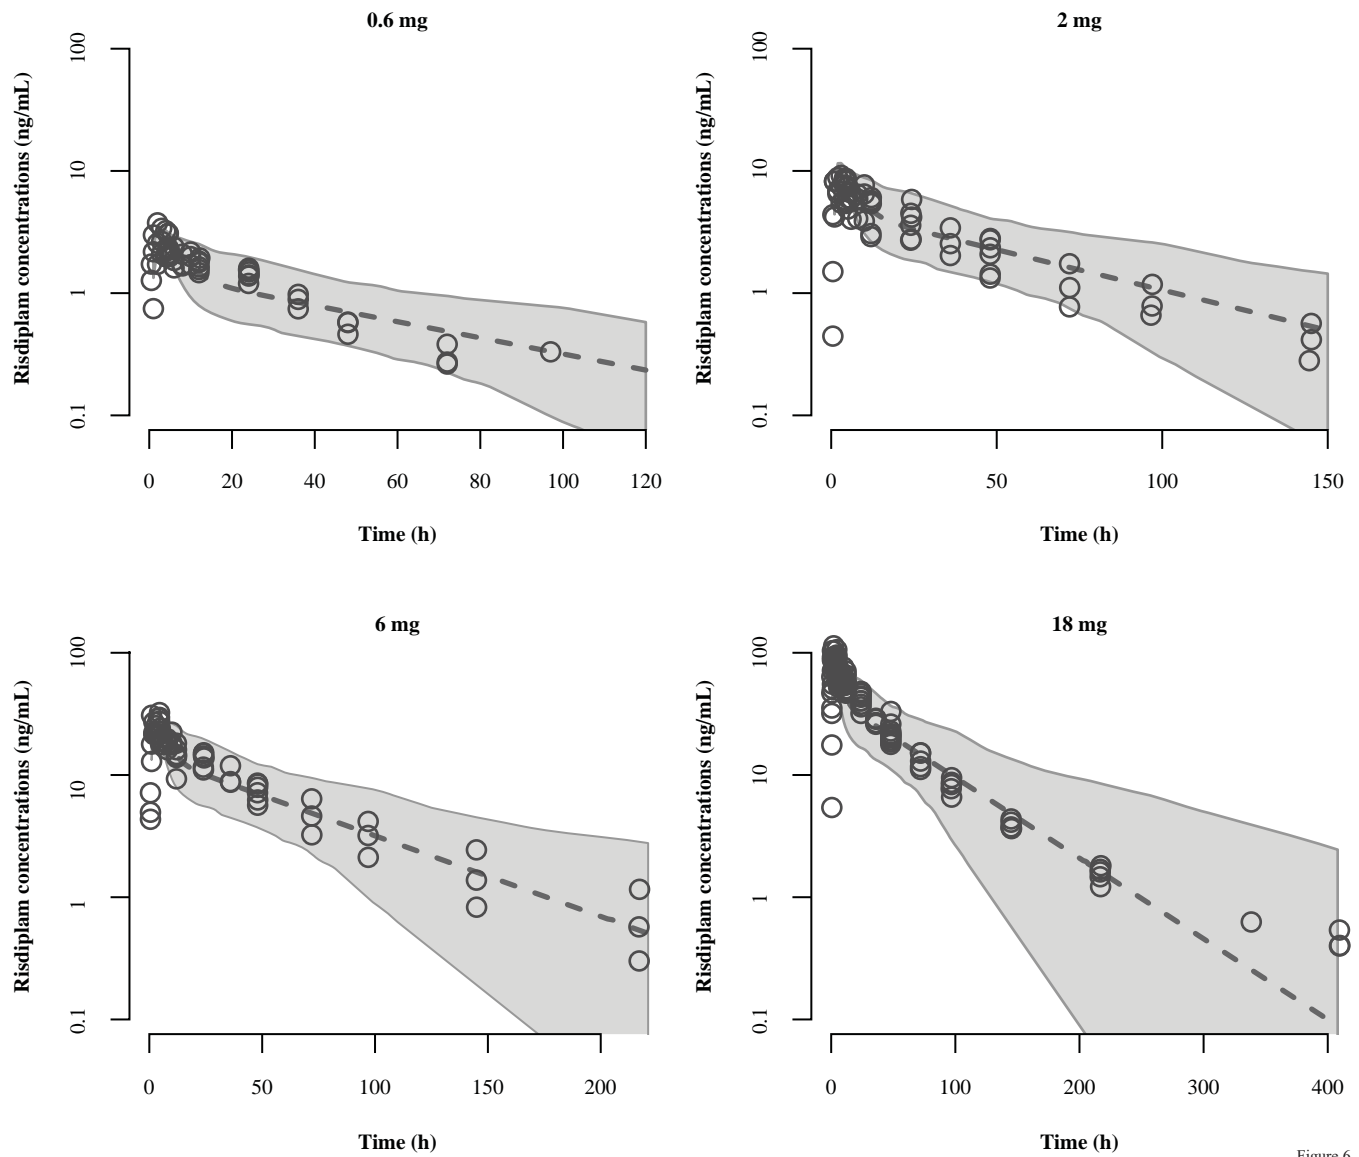 0.6 mg
Risdiplam concentrations (ng/mL)
100
10
1
0.1
0 20 40 60 80 100 120
Time (h)
2 mg
Risdiplam concentrations (ng/mL)
100
10
1
0.1
0 50 100 150
Time (h)
6 mg
Risdiplam concentrations (ng/mL)
100
10
1
0.1
0 50 100 150 200
Time (h)
18 mg
Risdiplam concentrations (ng/mL)
100
10
1
0.1
0 100 200 300 400
Time (h)
Figure 6